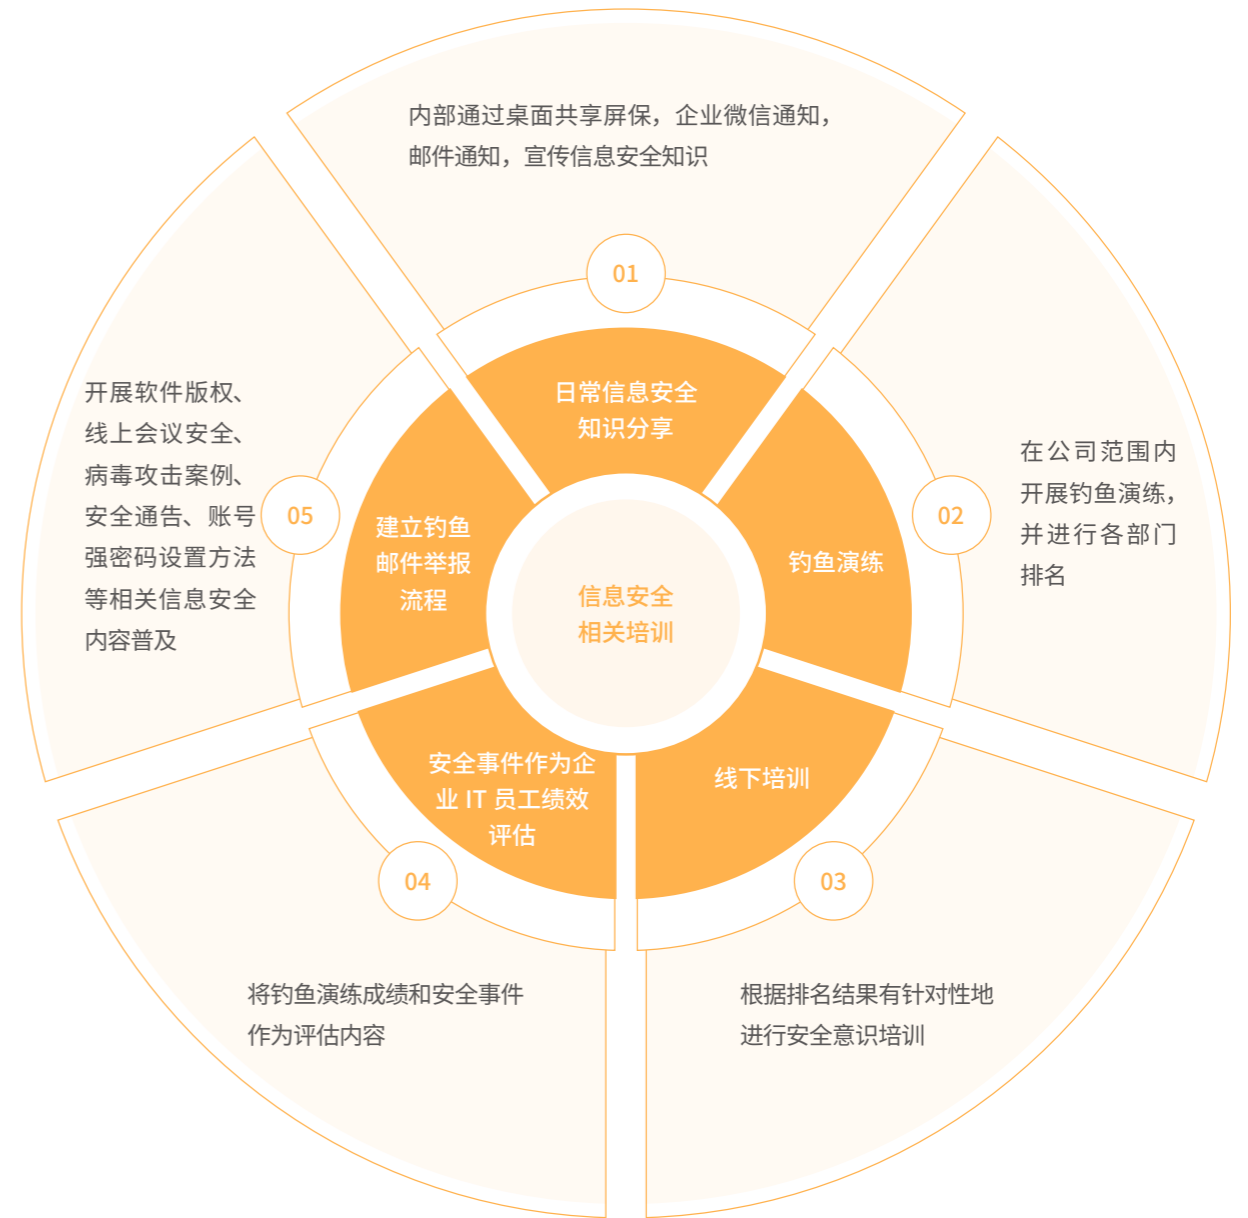 内部通过桌面共享屏保，企业微信通知，
邮件通知，宣传信息安全知识
01
日常信息安全
知识分享
02
钓鱼演练
在公司范围内
开展钓鱼演练，
并进行各部门
排名
03
线下培训
根据排名结果有针对性地
进行安全意识培训
04
安全事件作为企
业 IT 员工绩效
评估
将钓鱼演练成绩和安全事件
作为评估内容
05
建立钓鱼
邮件举报
流程
开展软件版权、
线上会议安全、
病毒攻击案例、
安全通告、账号
强密码设置方法
等相关信息安全
内容普及
信息安全
相关培训